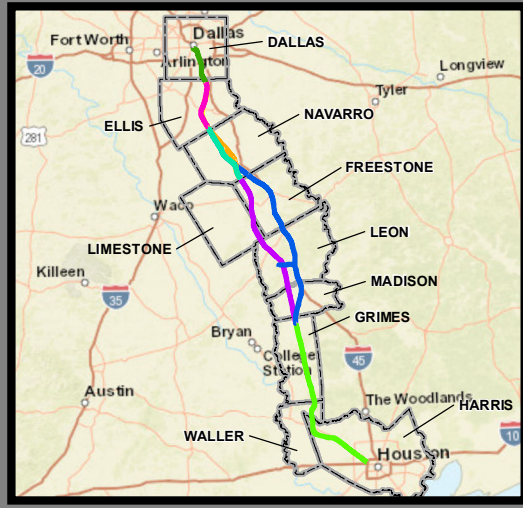 Dallas
DALLAS
Fort Worth
Arlington
Longview
20
Tyler
ELLIS
NAVARRO
281
FREESTONE
Waco
LEON
LIMESTONE
Killeen
MADISON
35
GRIMES
Bryan
College
Station
45
Austin
The Woodlands
HARRIS
WALLER
10
Houston